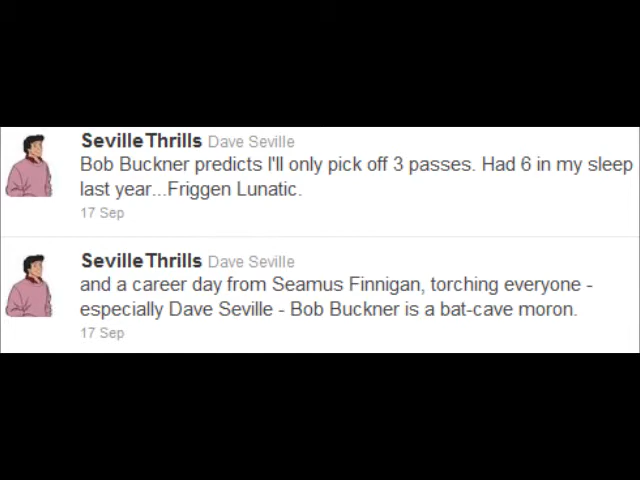 SevilleThrills Dave Seville
Bob Buckner predicts I'll only pick off 3 passes. Had 6 in my sleep
last year...Friggen Lunatic.
17 Sep
SevilleThrills Dave Seville
and a career day from Seamus Finnigan, torching everyone -
especially Dave Seville - Bob Buckner is a bat-cave moron.
17 Sep